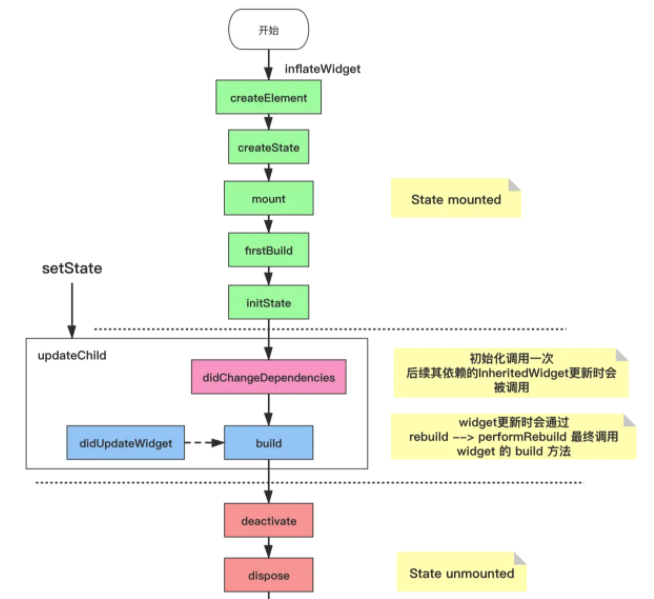 开始
inflateWidget
createElement
createState
mount
State mounted
firstBuild
setState
initState
updateChild
初始化调用一次
后续其依赖的InheritedWidget更新时会
被调用
didChangeDependencies
widget更新时会通过
rebuild --> performRebuild 最终调用
widget 的 build 方法
didUpdateWidget
build
deactivate
dispose
State unmounted